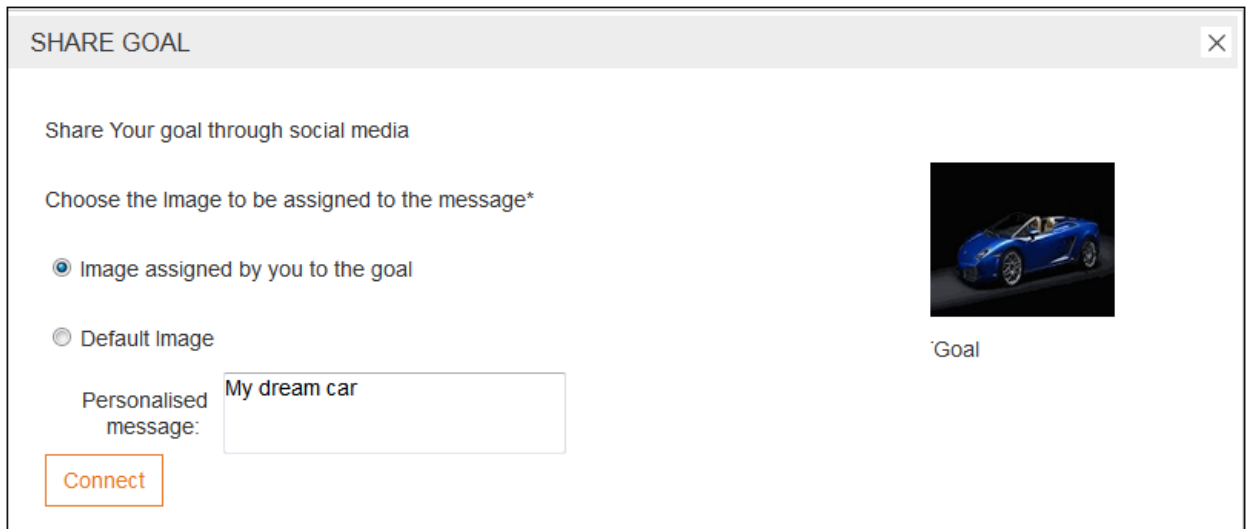 SHARE GOAL
Share Your goal through social media
Choose the Image to be assigned to the message*
Image assigned by you to the goal
Default Image
Goal
Personalised
message:
My dream car
Connect